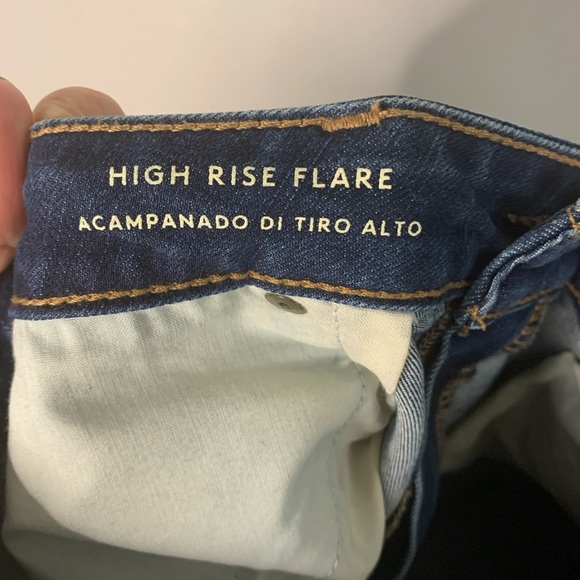 HIGH RISE FLARE
ACAMPANADO DI TIRO ALTO